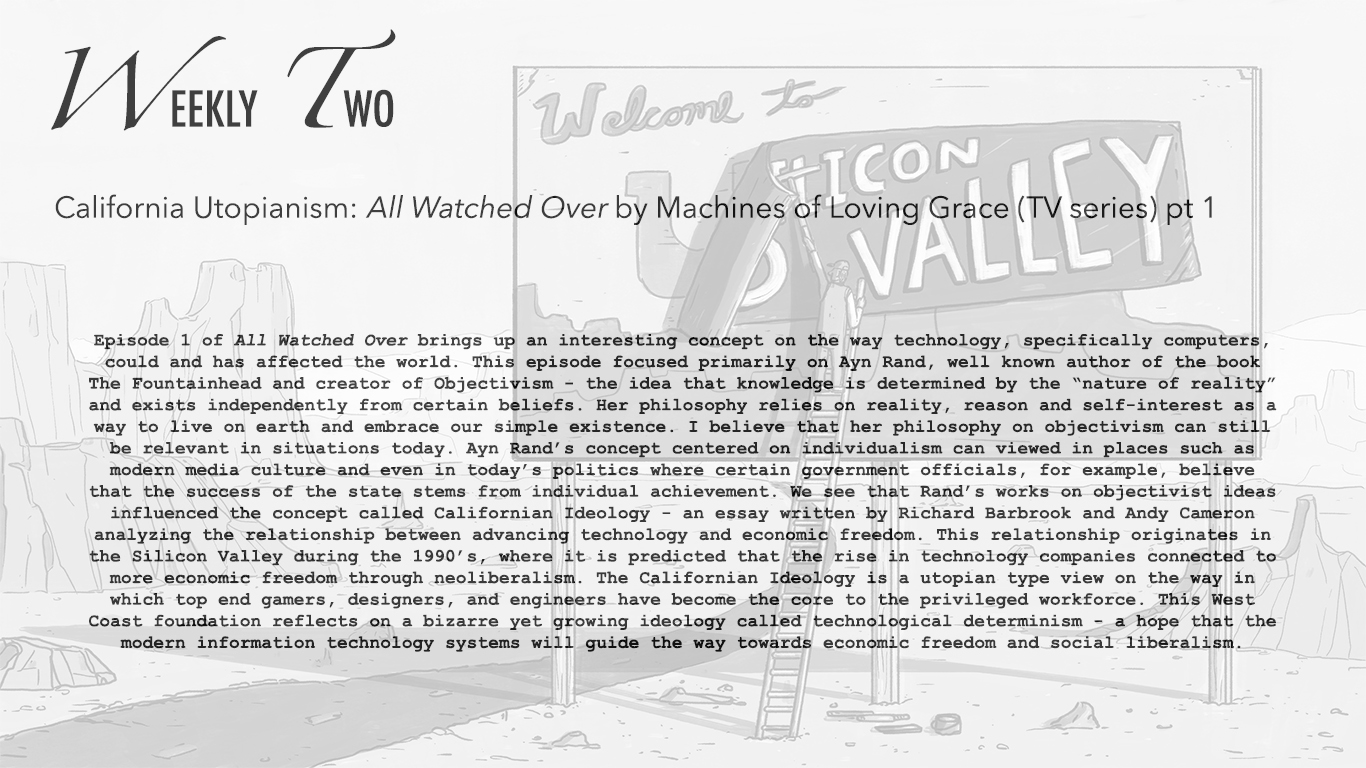 Weekly Two
Welcome to
SILICON
VALLEY
California Utopianism: All Watched Over by Machines of Loving Grace (TV series) pt 1
Episode 1 of All Watched Over brings up an interesting concept on the way technology, specifically computers,
could and has affected the world. This episode focused primarily on Ayn Rand, well known author of the book
The Fountainhead and creator of Objectivism – the idea that knowledge is determined by the “nature of reality”
and exists independently from certain beliefs. Her philosophy relies on reality, reason and self-interest as a
way to live on earth and embrace our simple existence. I believe that her philosophy on objectivism can still
be relevant in situations today. Ayn Rand’s concept centered on individualism can viewed in places such as
modern media culture and even in today’s politics where certain government officials, for example, believe
that the success of the state stems from individual achievement. We see that Rand’s works on objectivist ideas
influenced the concept called Californian Ideology – an essay written by Richard Barbrook and Andy Cameron
analyzing the relationship between advancing technology and economic freedom. This relationship originates in
the Silicon Valley during the 1990’s, where it is predicted that the rise in technology companies connected to
more economic freedom through neoliberalism. The Californian Ideology is a utopian type view on the way in
which top end gamers, designers, and engineers have become the core to the privileged workforce. This West
Coast foundation reflects on a bizarre yet growing ideology called technological determinism – a hope that the
modern information technology systems will guide the way towards economic freedom and social liberalism.